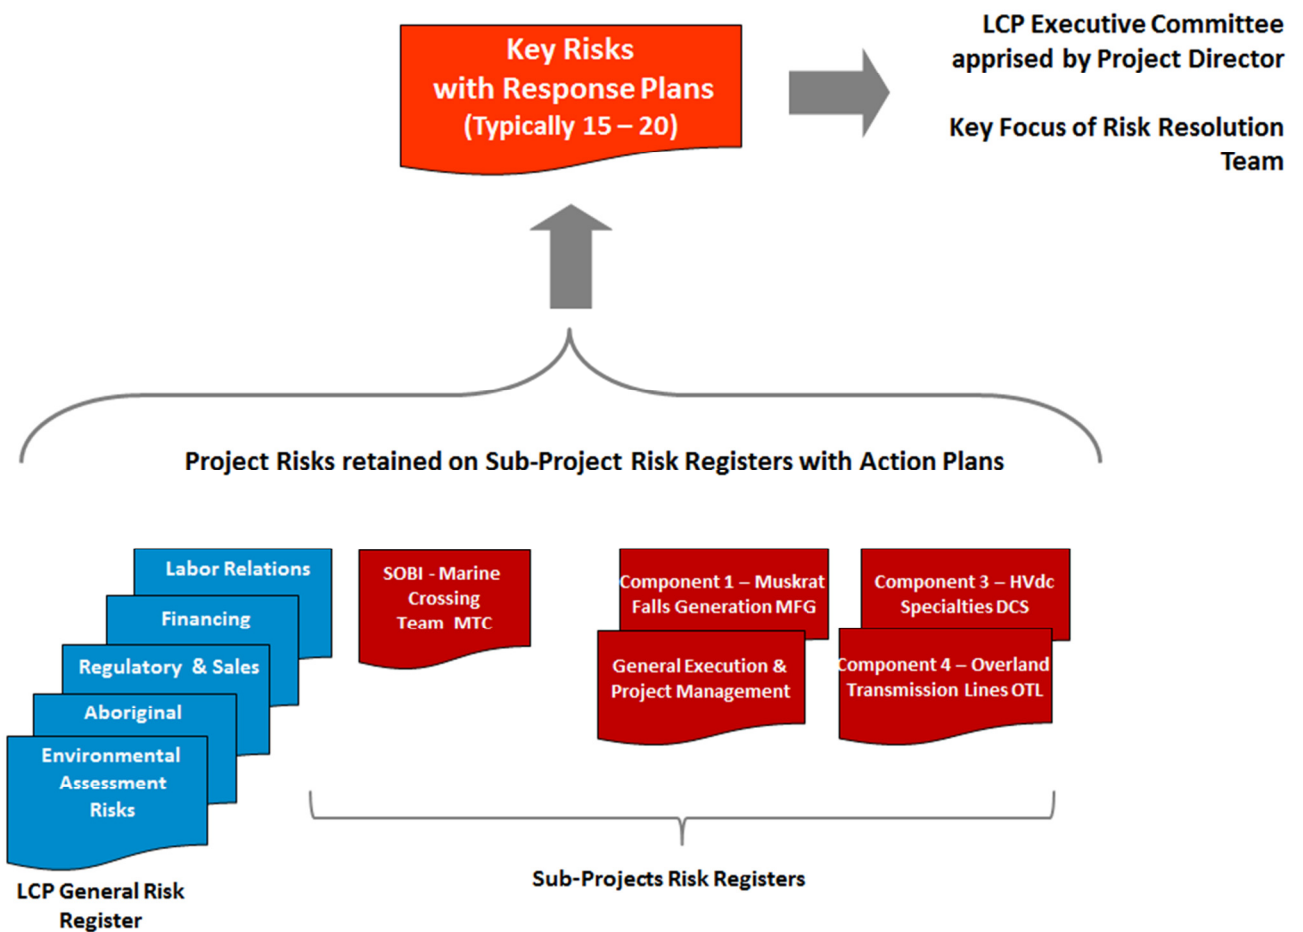 Key Risks
with Response Plans
(Typically 15 – 20)
LCP Executive Committee
apprised by Project Director
Key Focus of Risk Resolution
Team
Project Risks retained on Sub-Project Risk Registers with Action Plans
Labor Relations
Financing
Regulatory & Sales
Aboriginal
Environmental
Assessment
Risks
LCP General Risk
Register
SOBI - Marine
Crossing
Team MTC
Component 1 – Muskrat
Falls Generation MFG
General Execution &
Project Management
Component 3 – HVdc
Specialties DCS
Component 4 – Overland
Transmission Lines OTL
Sub-Projects Risk Registers